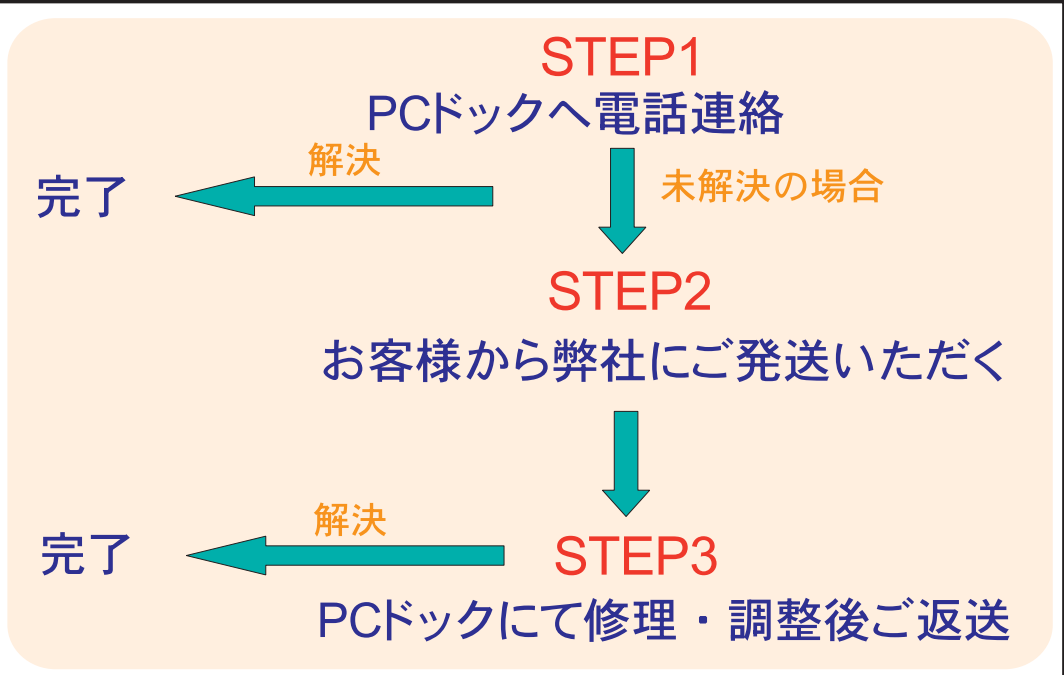 STEP1
PCドックへ電話連絡
解決
完了
未解決の場合
STEP2
お客様から弊社にご発送いただく
解決
完了
STEP3
PCドックにて修理・調整後ご返送